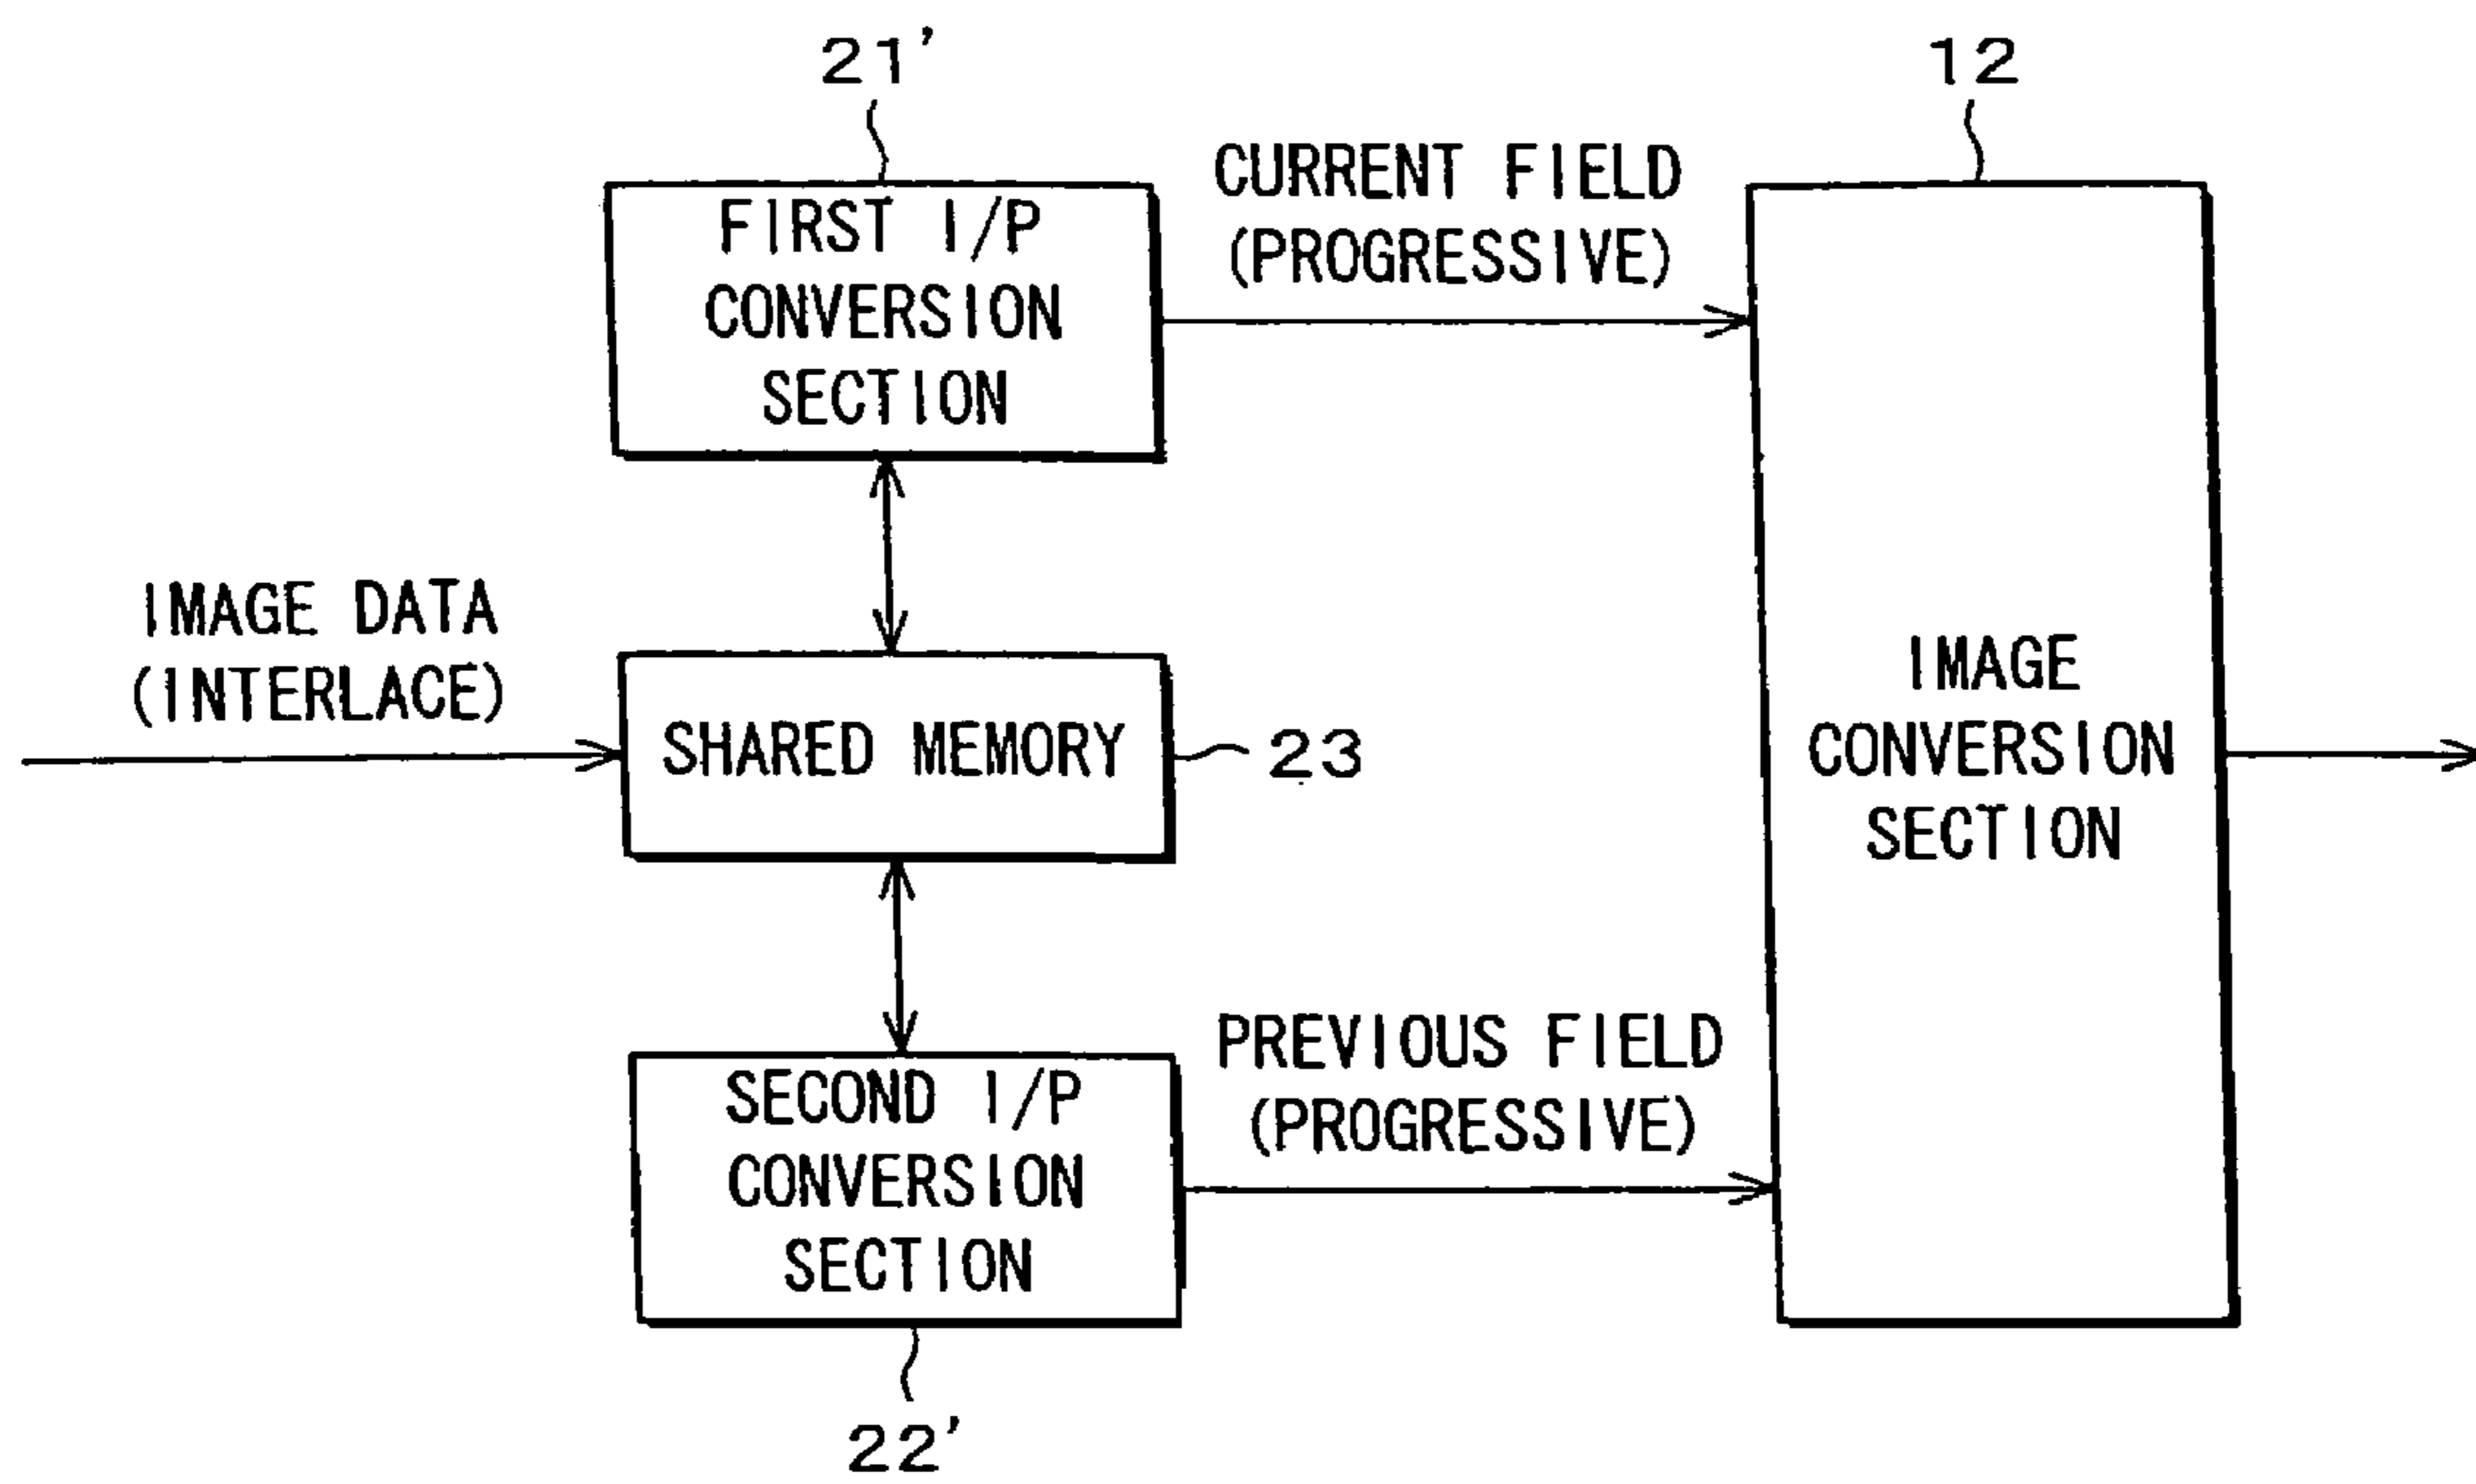 21'
12
FIRST I/P
CONVERSION
SECTION
CURRENT FIELD
(PROGRESSIVE)
IMAGE DATA
(INTERLACE)
SHARED MEMORY
23
IMAGE
CONVERSION
SECTION
SECOND I/P
CONVERSION
SECTION
PREVIOUS FIELD
(PROGRESSIVE)
22'